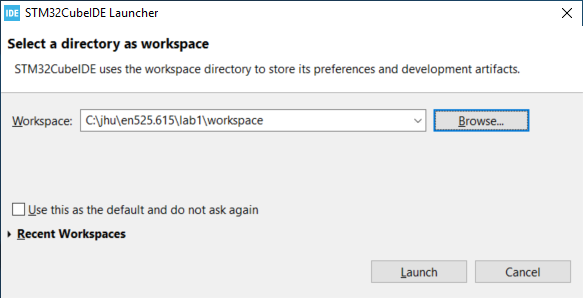 IDE STM32CubeIDE Launcher
Select a directory as workspace
STM32CubeIDE uses the workspace directory to store its preferences and development artifacts.
Workspace: C:\jhu\en525.615\lab1\workspace Browse...
Use this as the default and do not ask again
Recent Workspaces
Launch Cancel